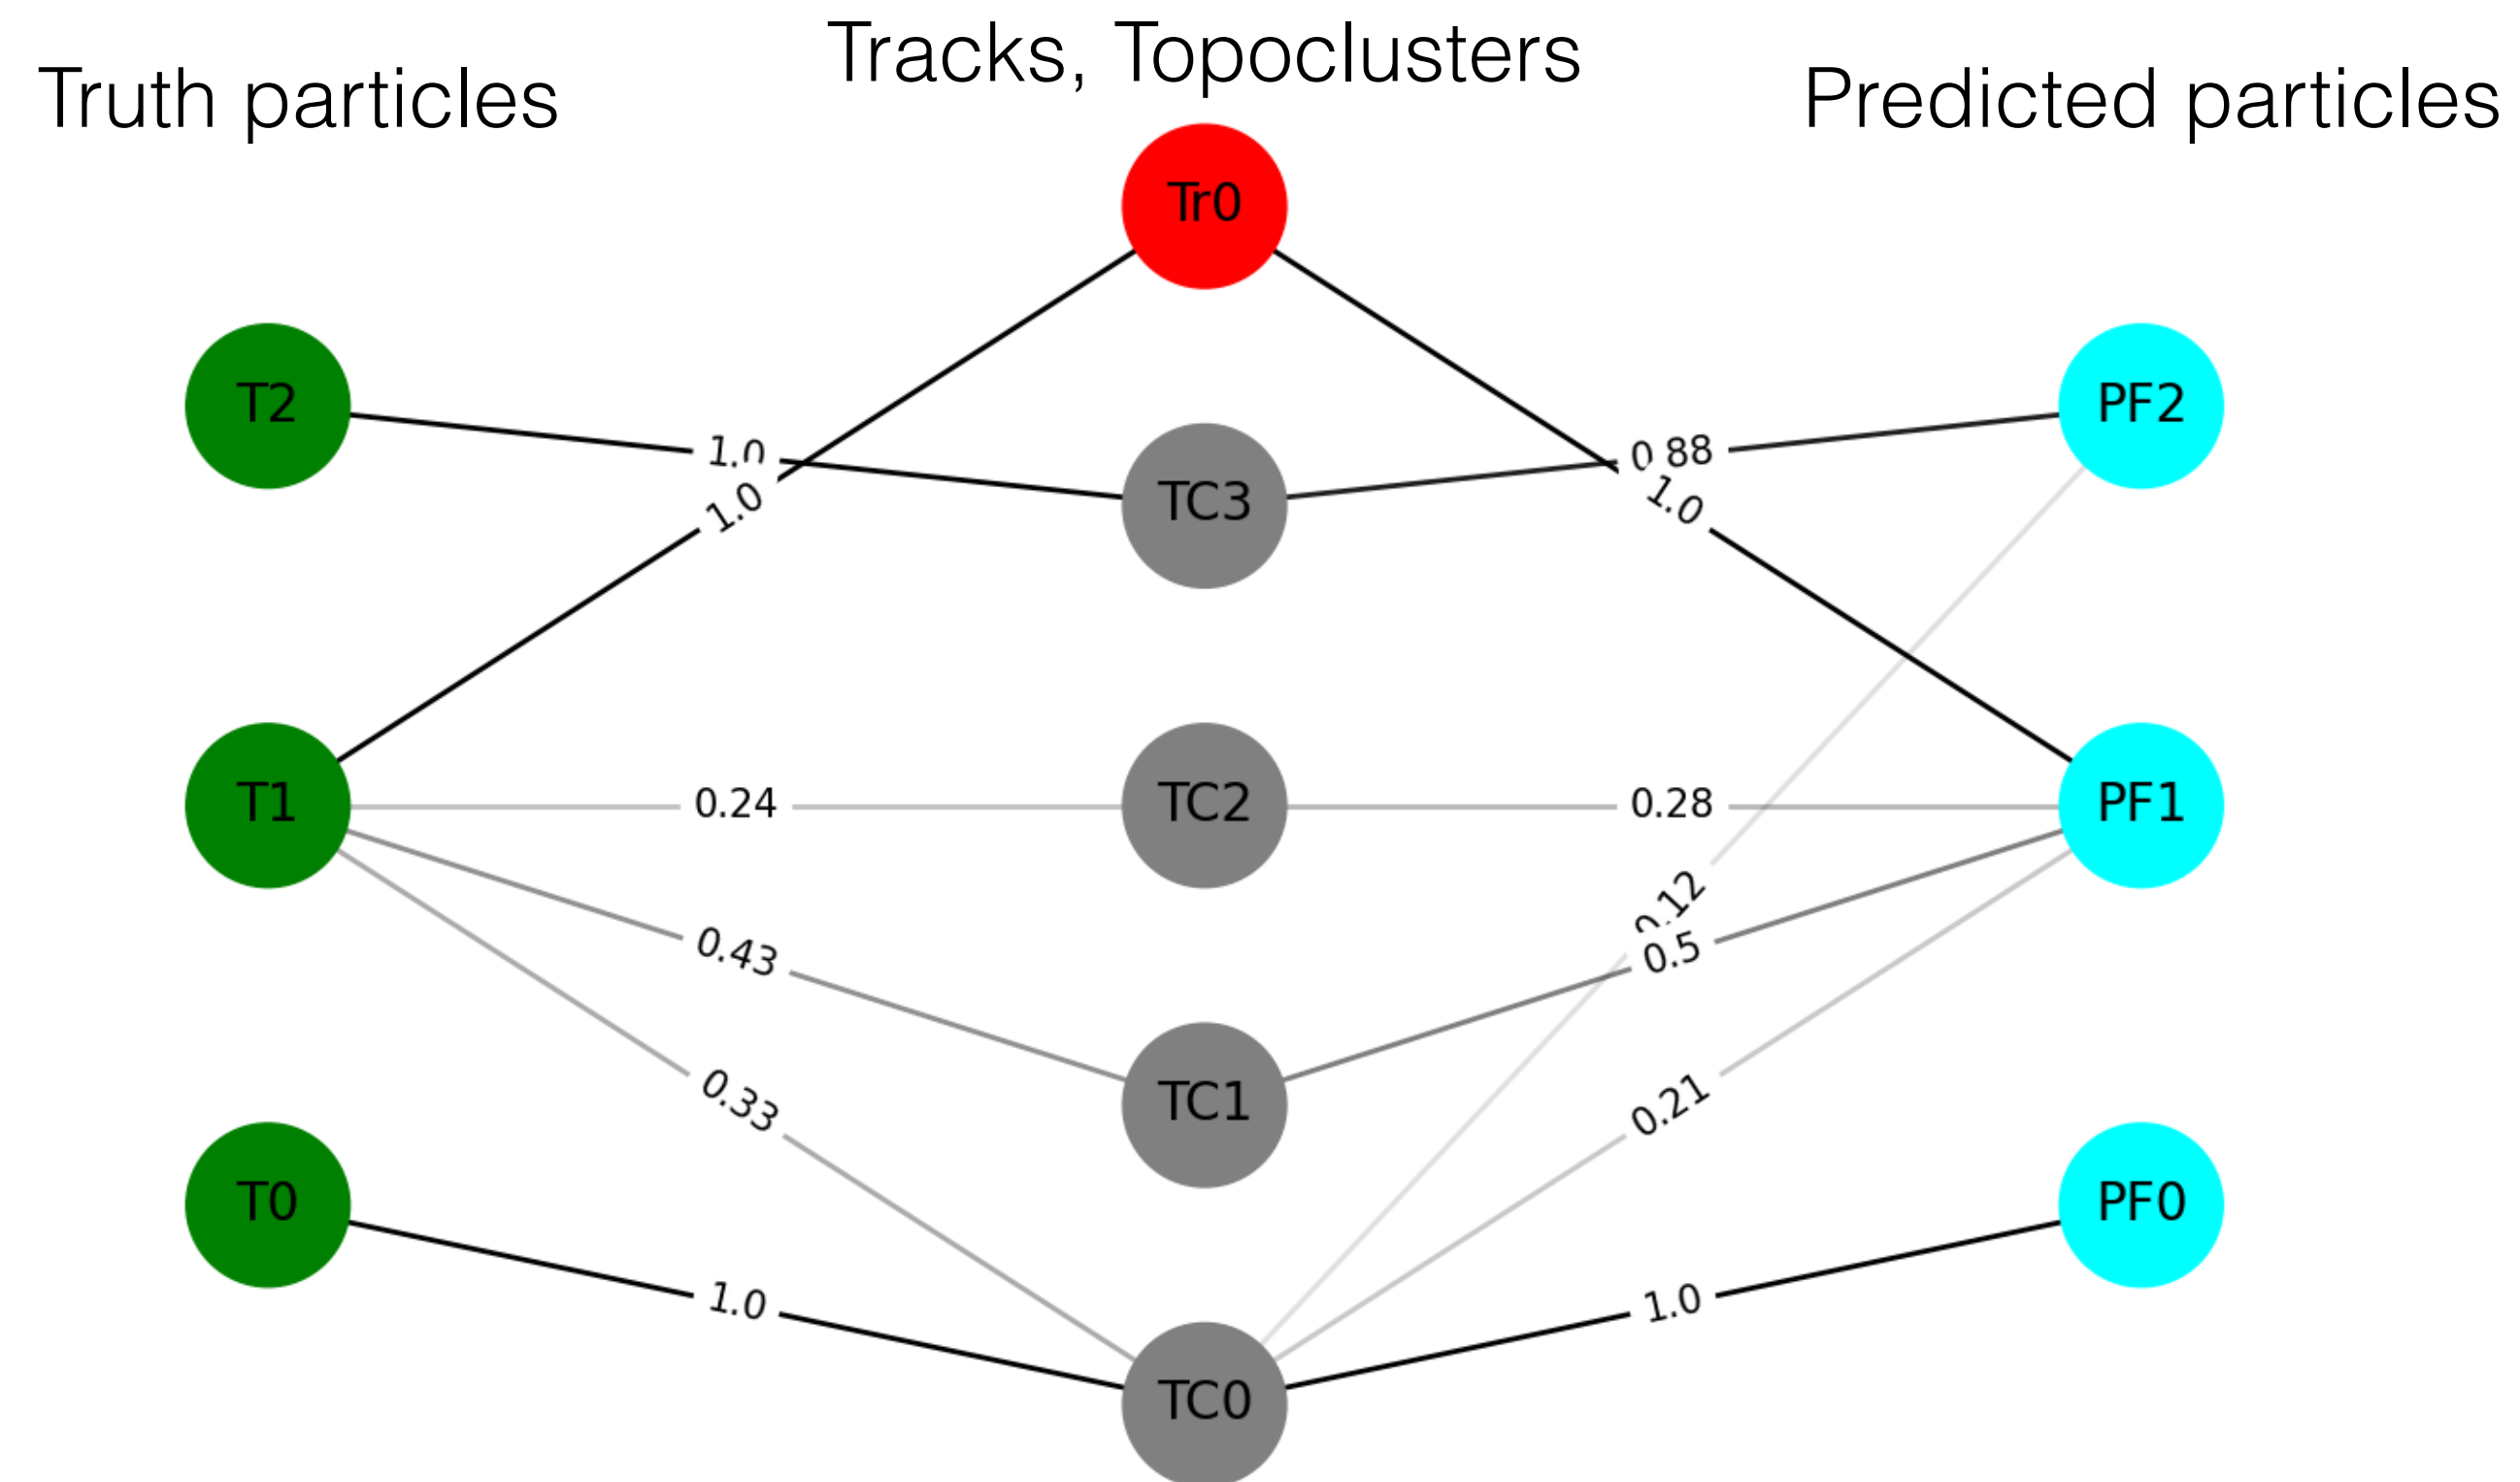 Tracks, Topoclusters
Truth particles
Predicted particles
Tr0
T2
PF2
1.0
0.88
TC3
1.0
1.0
T1
0.24
TC2
0.28
PF1
0.12
0.43
0.5
0.33
TC1
0.21
T0
PF0
1.0
1.0
TC0